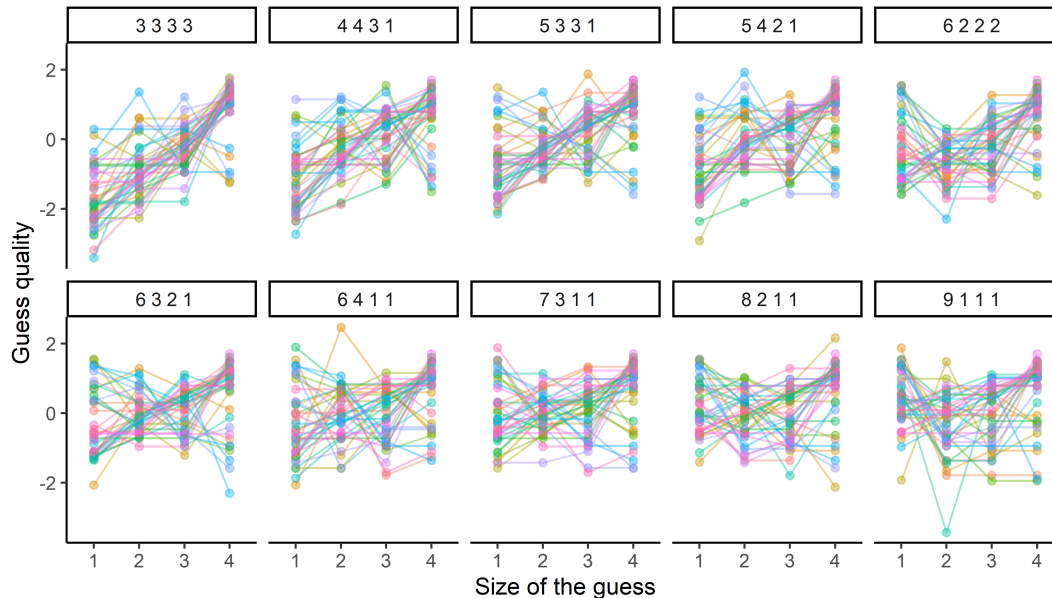 3 3 3 3
4 4 3 1
5 3 3 1
5 4 2 1
6 2 2 2
2
0
-2
6 3 2 1
6 4 1 1
7 3 1 1
8 2 1 1
9 1 1 1
2
0
-2
1 2 3 4
1 2 3 4
1 2 3 4
1 2 3 4
1 2 3 4
Size of the guess
Guess quality